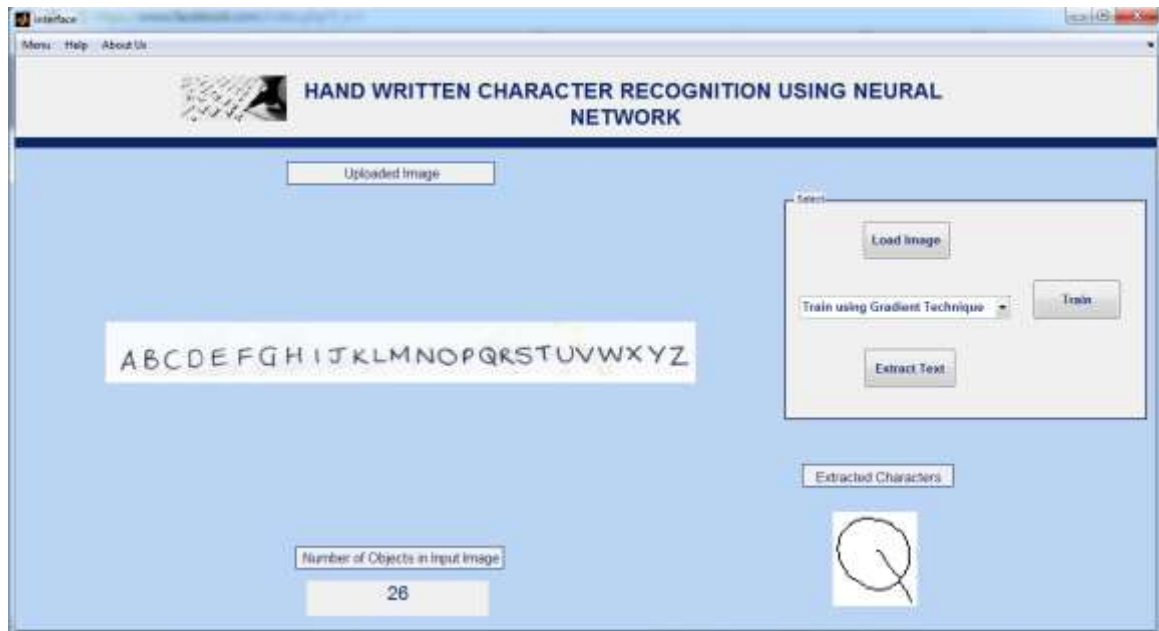 interface
Menu Help About Us
HAND WRITTEN CHARACTER RECOGNITION USING NEURAL
NETWORK
Uploaded Image
Select
Load Image
Train using Gradient Technique
Train
ABCDEFGHIJKLMNOPQRSTUVWXYZ
Extract Text
Extracted Characters
Q
Number of Objects in Input Image
26